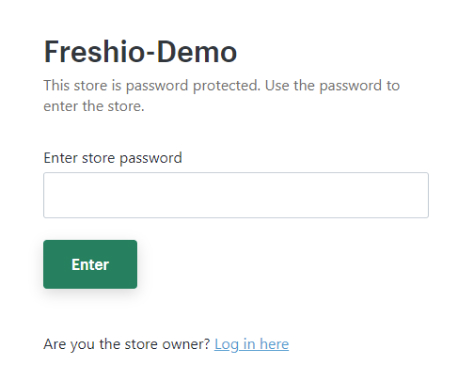 Freshio-Demo
This store is password protected. Use the password to
enter the store.
Enter store password
Enter
Are you the store owner? Log in here